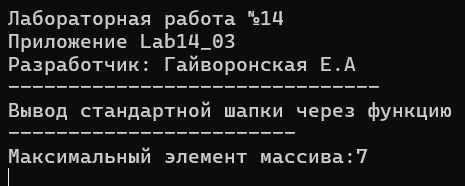 Лабораторная работа №14
Приложение Lab14_03
Разработчик: Гайворонская Е.А
--------------------------------
Вывод стандартной шапки через функцию
-------------------------
Максимальный элемент массива:7